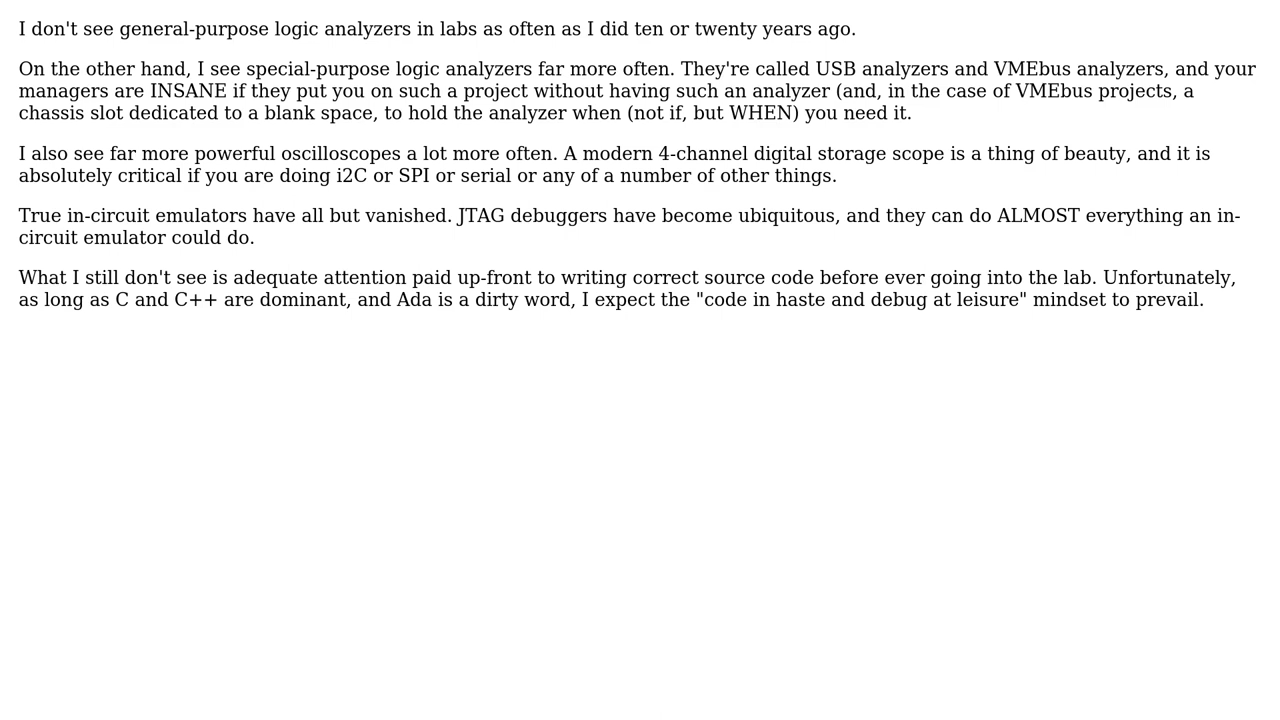 I don't see general-purpose logic analyzers in labs as often as I did ten or twenty years ago.
On the other hand, I see special-purpose logic analyzers far more often. They're called USB analyzers and VMEbus analyzers, and your
managers are INSANE if they put you on such a project without having such an analyzer (and, in the case of VMEbus projects, a
chassis slot dedicated to a blank space, to hold the analyzer when (not if, but WHEN) you need it.
I also see far more powerful oscilloscopes a lot more often. A modern 4-channel digital storage scope is a thing of beauty, and it is
absolutely critical if you are doing i2C or SPI or serial or any of a number of other things.
True in-circuit emulators have all but vanished. JTAG debuggers have become ubiquitous, and they can do ALMOST everything an in-
circuit emulator could do.
What I still don't see is adequate attention paid up-front to writing correct source code before ever going into the lab. Unfortunately,
as long as C and C++ are dominant, and Ada is a dirty word, I expect the "code in haste and debug at leisure" mindset to prevail.